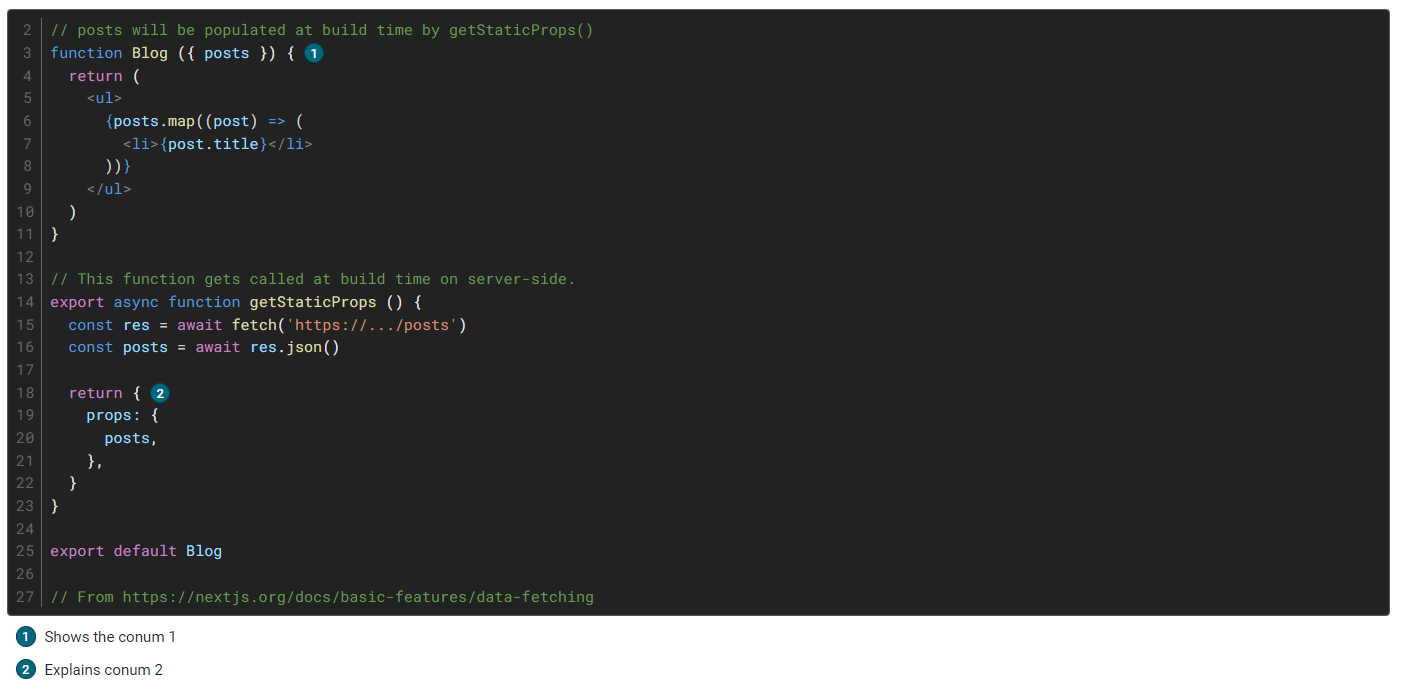 2 // posts will be populated at build time by getStaticProps()
3 function Blog ({ posts }) { 1
4   return (
5     <ul>
6       {posts.map((post) => (
7         <li>{post.title}</li>
8       ))}
9     </ul>
10   )
11 }
12
13 // This function gets called at build time on server-side.
14 export async function getStaticProps () {
15   const res = await fetch('https://.../posts')
16   const posts = await res.json()
17
18   return { 2
19     props: {
20       posts,
21     },
22   }
23 }
24
25 export default Blog
26
27 // From https://nextjs.org/docs/basic-features/data-fetching
1 Shows the conum 1
2 Explains conum 2